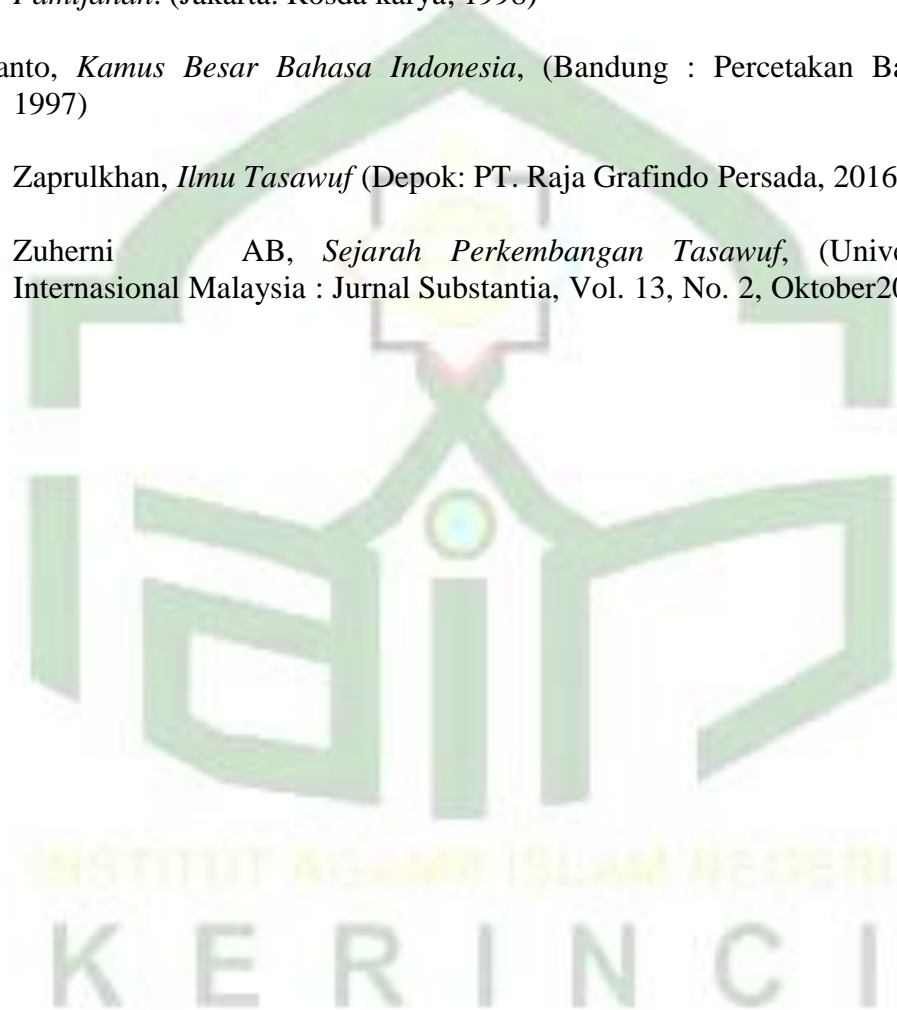 (Jakarta: Rosda karya, 1998)
anto, Kamus Besar Bahasa Indonesia, (Bandung : Percetakan Ba
1997)
Zaprulkhan, Ilmu Tasawuf (Depok: PT. Raja Grafindo Persada, 2016
Zuherni AB, Sejarah Perkembangan Tasawuf, (Unive
Internasional Malaysia : Jurnal Substantia, Vol. 13, No. 2, Oktober20
iain
INSTITUT AGAMA ISLAM NEGERI
KERINCI